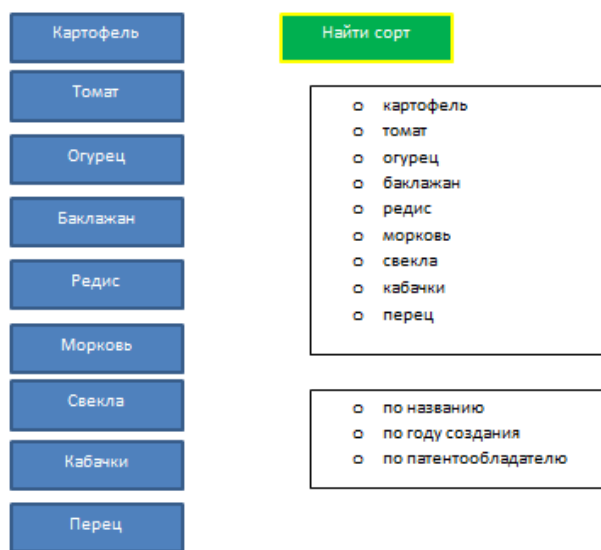 Картофель
Томат
Огурец
Баклажан
Редис
Морковь
Свекла
Кабачки
Перец
Найти сорт
o картофель
o томат
o огурец
o баклажан
o редис
o морковь
o свекла
o кабачки
o перец
o по названию
o по году создания
o по патентообладателю